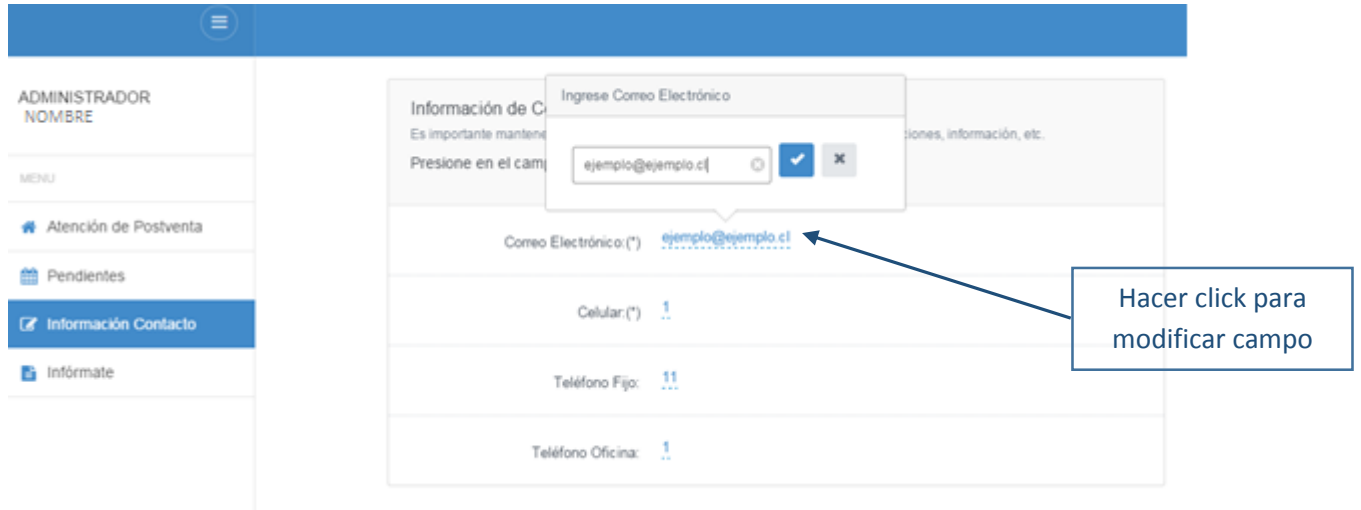 ADMINISTRADOR
NOMBRE
MENU
Atención de Postventa
Pendientes
Información Contacto
Infórmate
Información de C
Es importante mantene
ciones, información, etc.
Presione en el cam
Ingrese Correo Electrónico
ejemplo@ejemplo.cl
Correo Electrónico:(*) ejemplo@ejemplo.cl
Celular:(*) 1
Teléfono Fijo: 11
Teléfono Oficina: 1
Hacer click para
modificar campo